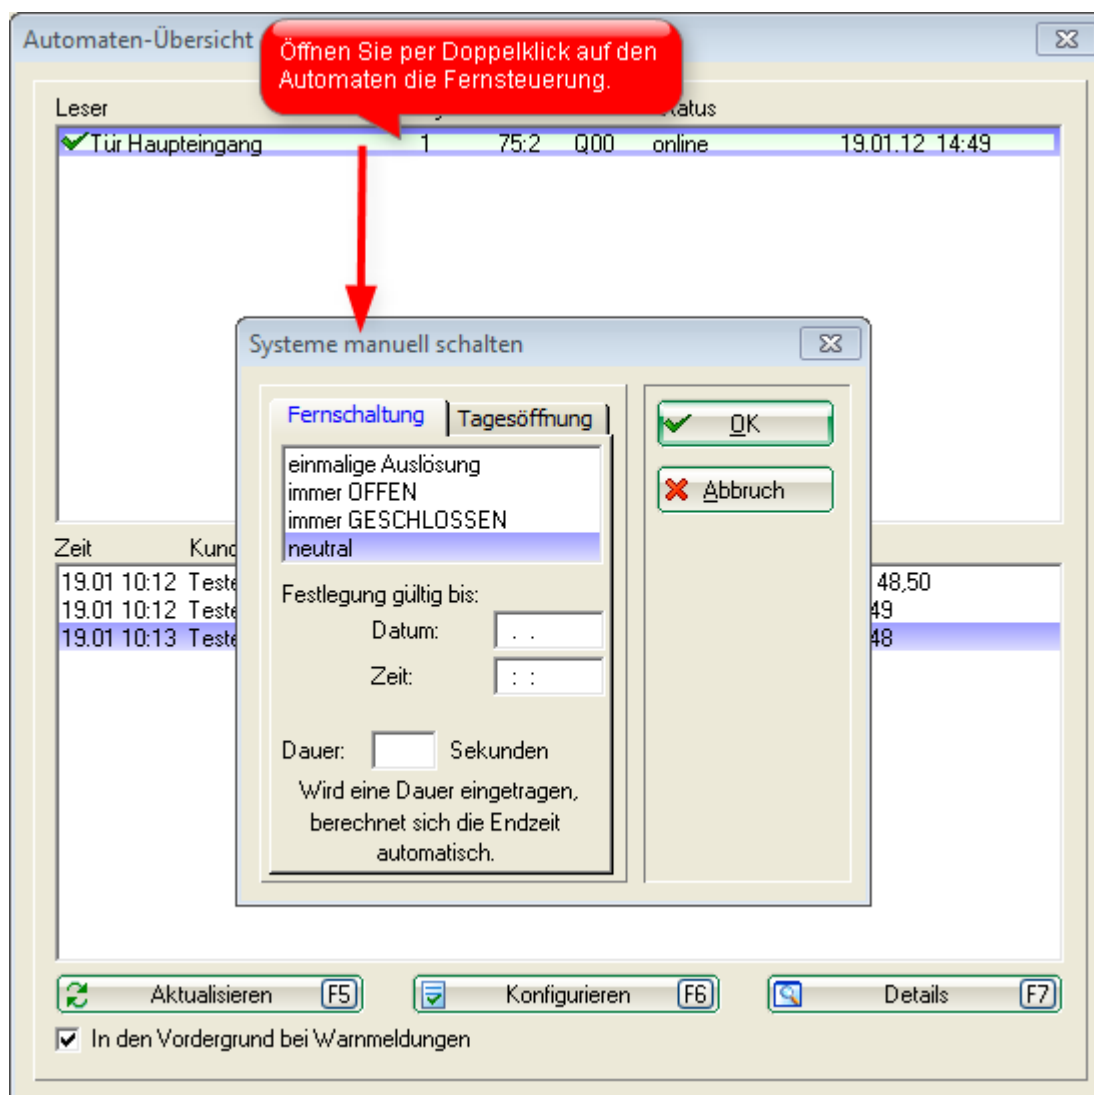 Automaten-Übersicht
Öffnen Sie per Doppelklick auf den
Automaten die Fernsteuerung.
Leser
Tür Haupteingang 1 75:2 Q00 online 19.01.12 14:49
Systeme manuell schalten
Fernschaltung Tagesöffnung
einmalige Auslösung
immer OFFEN
immer GESCHLOSSEN
neutral
Festlegung gültig bis:
Datum: . .
Zeit: : :
Dauer: Sekunden
Wird eine Dauer eingetragen,
berechnet sich die Endzeit
automatisch.
OK
Abbruch
Zeit
19.01 10:12 48,50
19.01 10:12
19.01 10:13
Aktualisieren F5 Konfigurieren F6 Details F7
In den Vordergrund bei Warnmeldungen